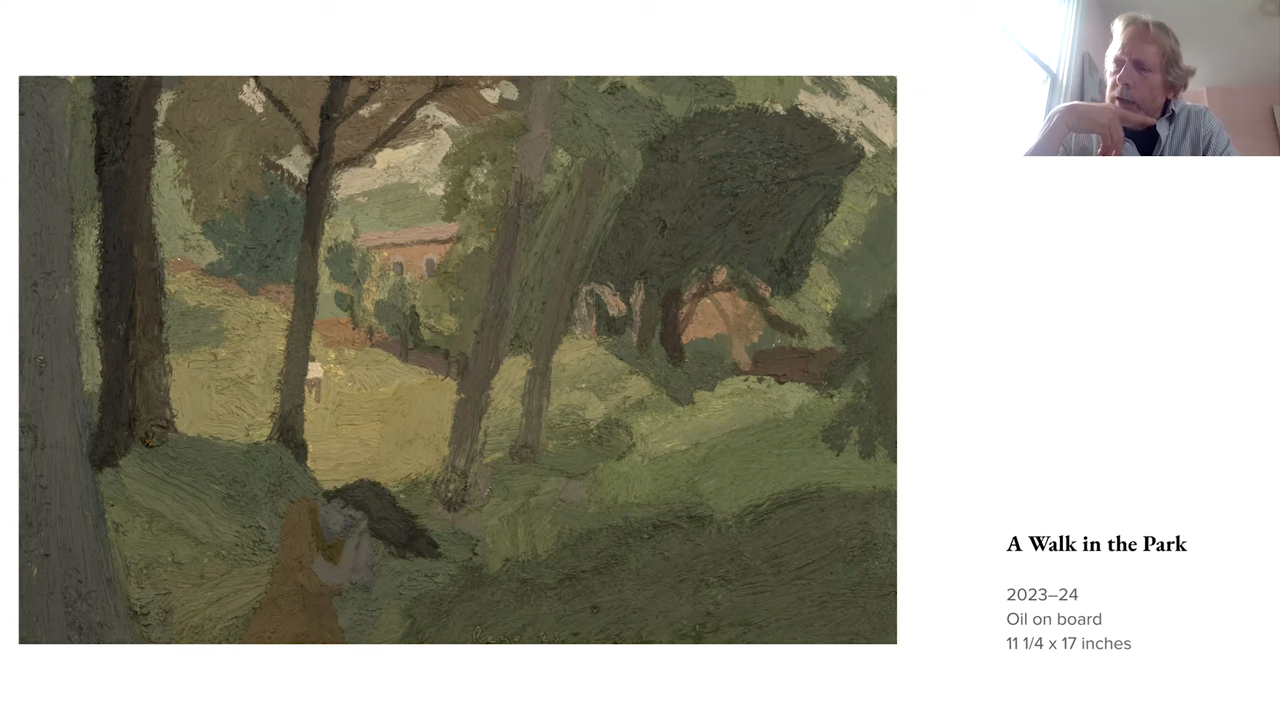 A Walk in the Park
2023–24
Oil on board
11 1/4 x 17 inches